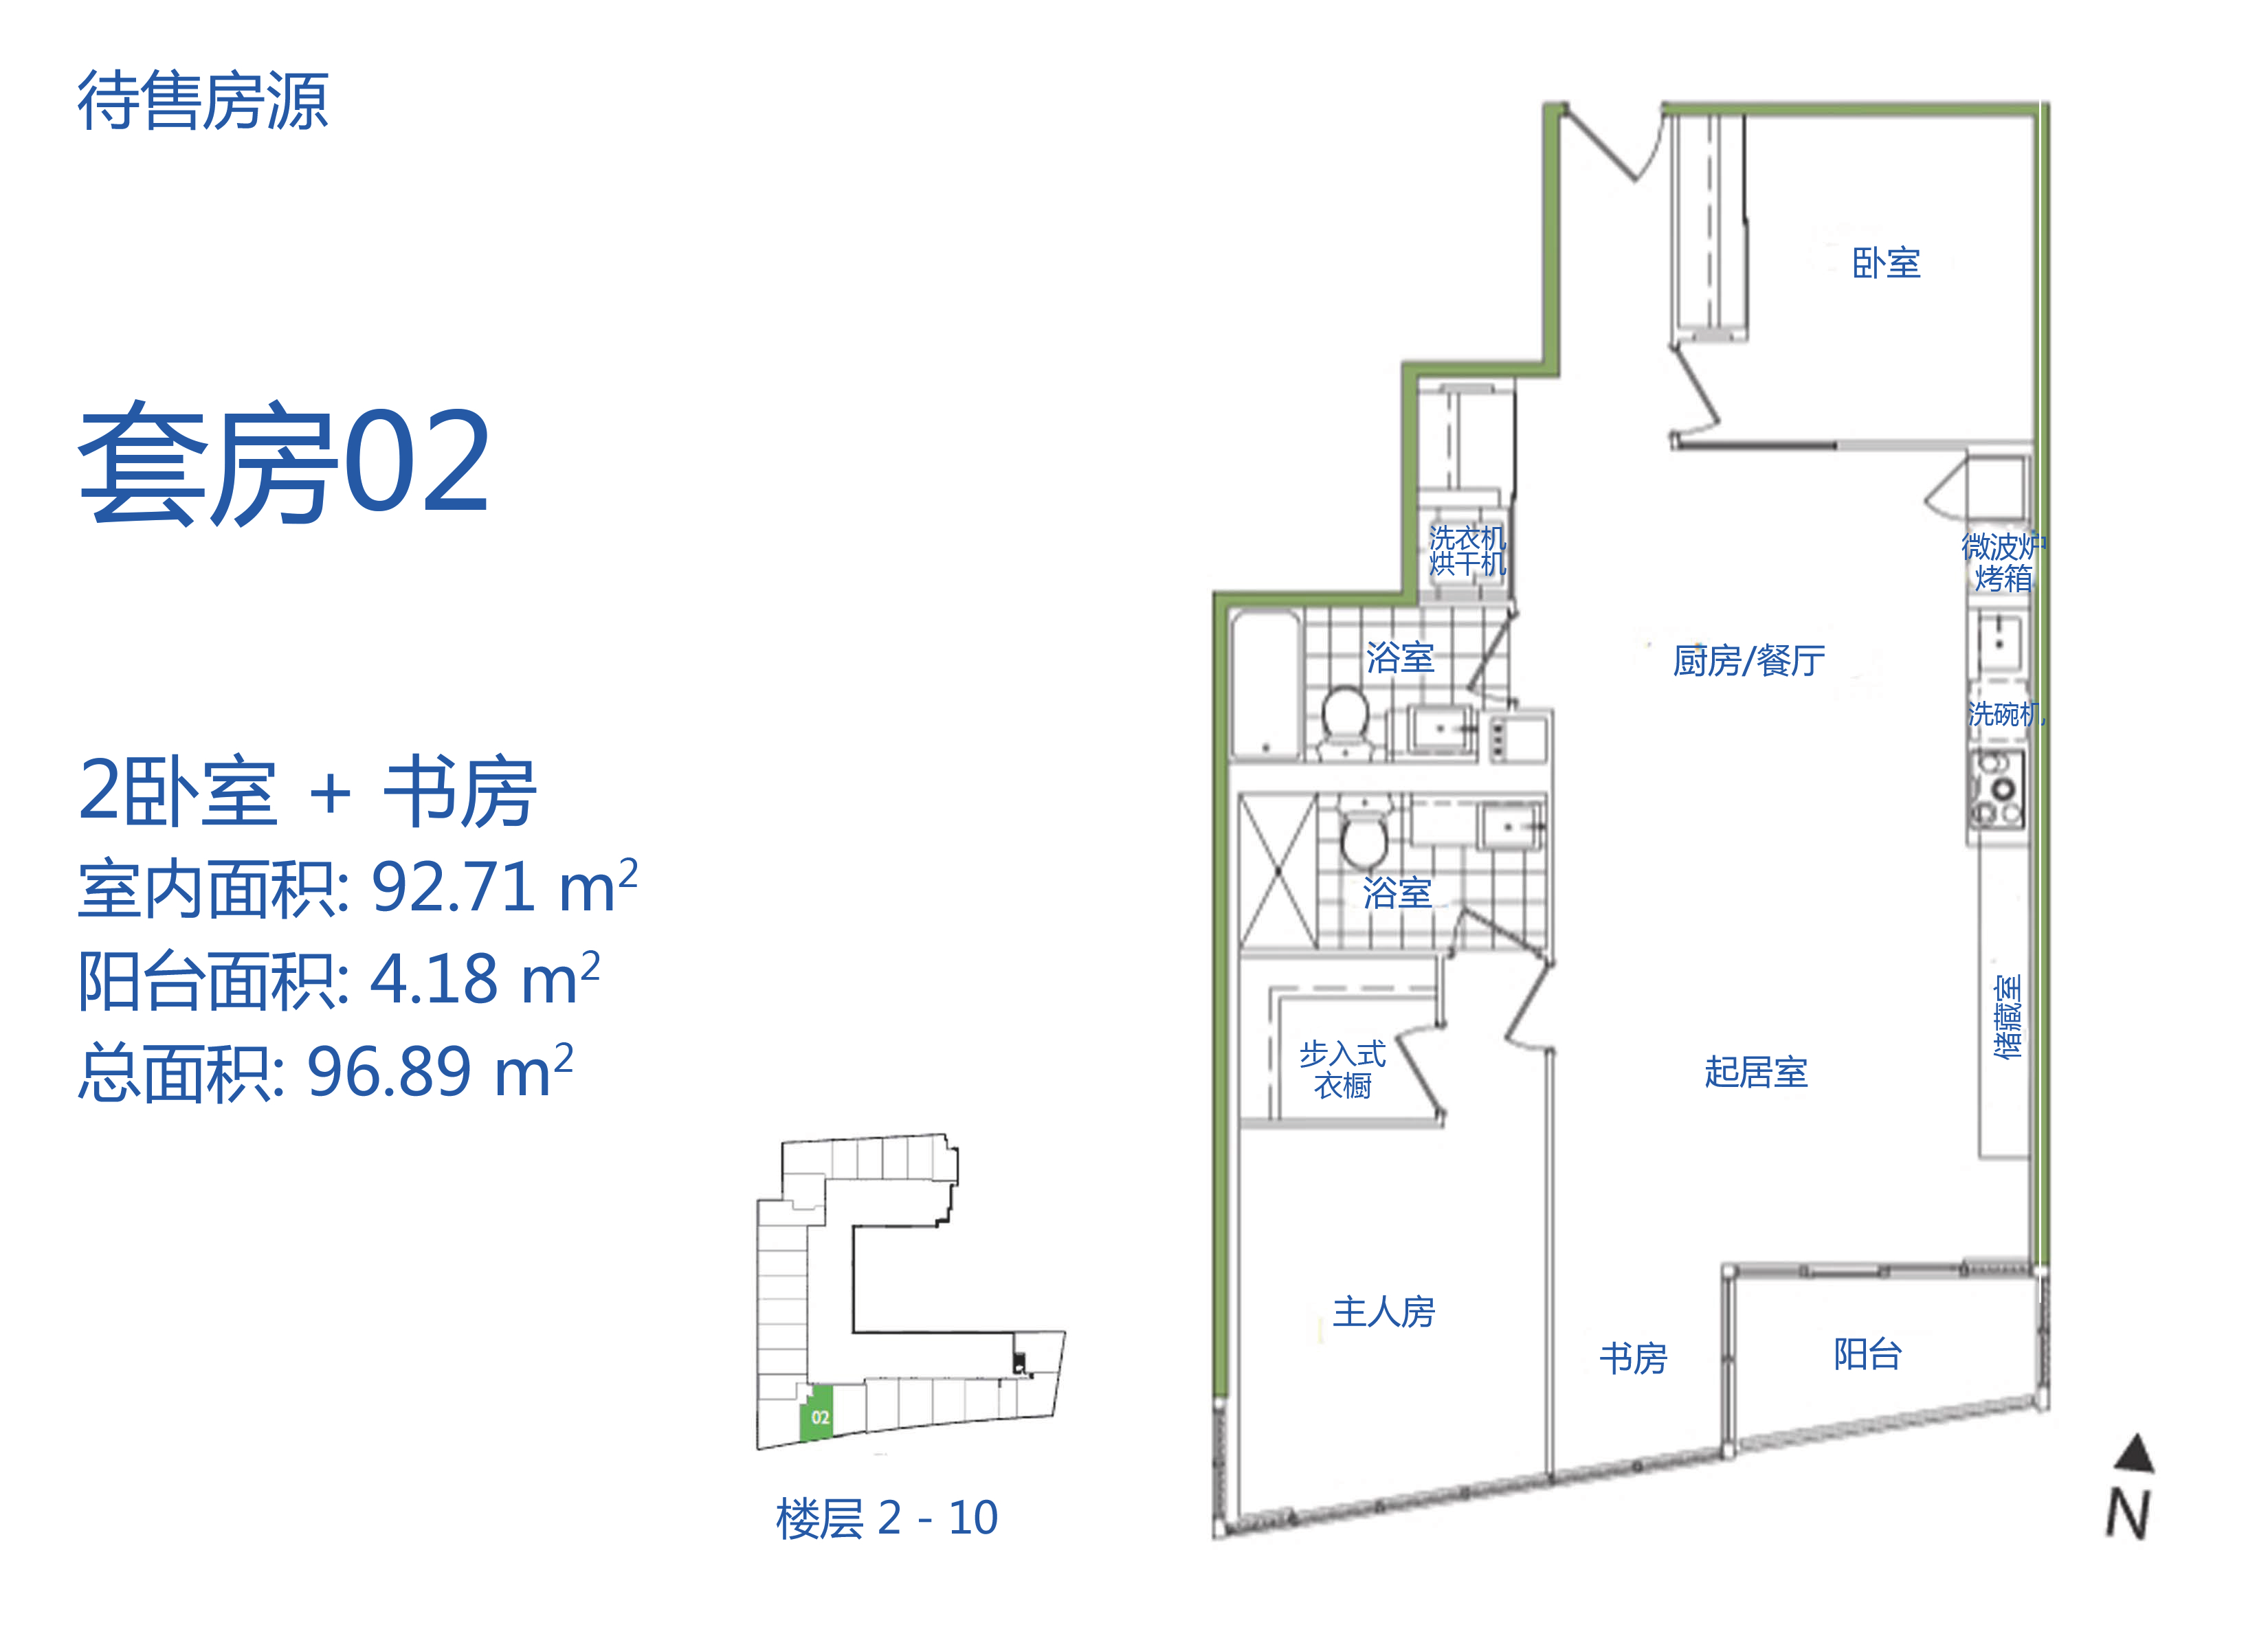 待售房源
套房02
2卧室 + 书房
室内面积: 92.71 m²
阳台面积: 4.18 m²
总面积: 96.89 m²
02
楼层 2 - 10
卧室
洗衣机
烘干机
微波炉
烤箱
浴室
厨房/餐厅
洗碗机
浴室
储藏室
步入式
衣橱
起居室
主人房
书房
阳台
N